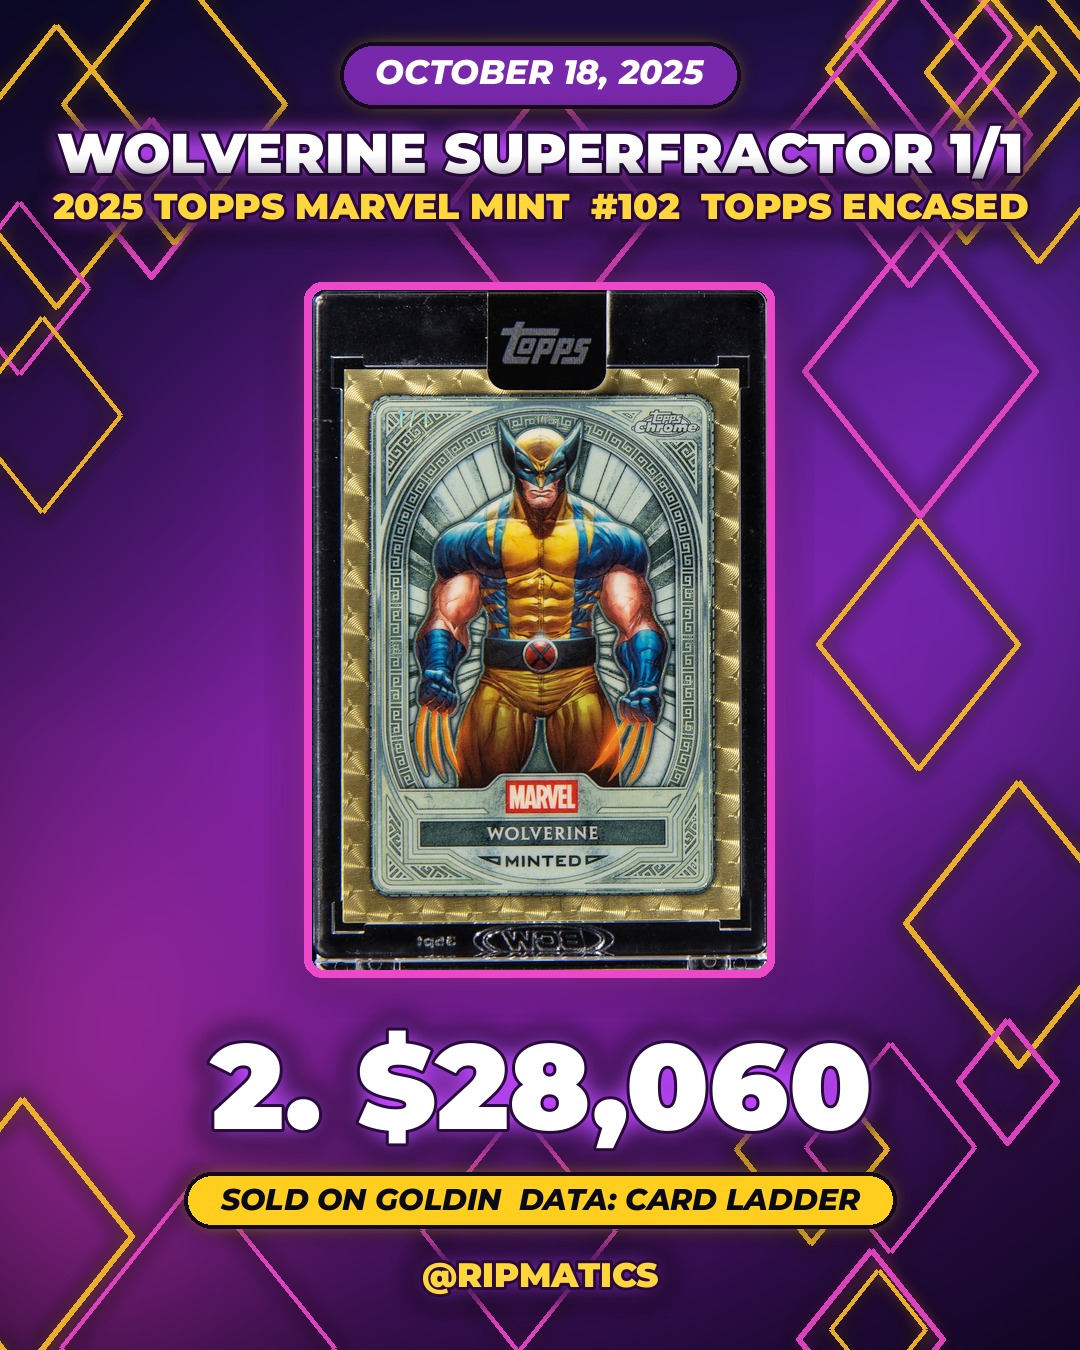 OCTOBER 18, 2025
WOLVERINE SUPERFRACTOR 1/1
2025 TOPPS MARVEL MINT #102 TOPPS ENCASED
topps
topps
Chrome
MARVEL
WOLVERINE
MINTED
2. $28,060
SOLD ON GOLDIN DATA: CARD LADDER
@RIPMATICS